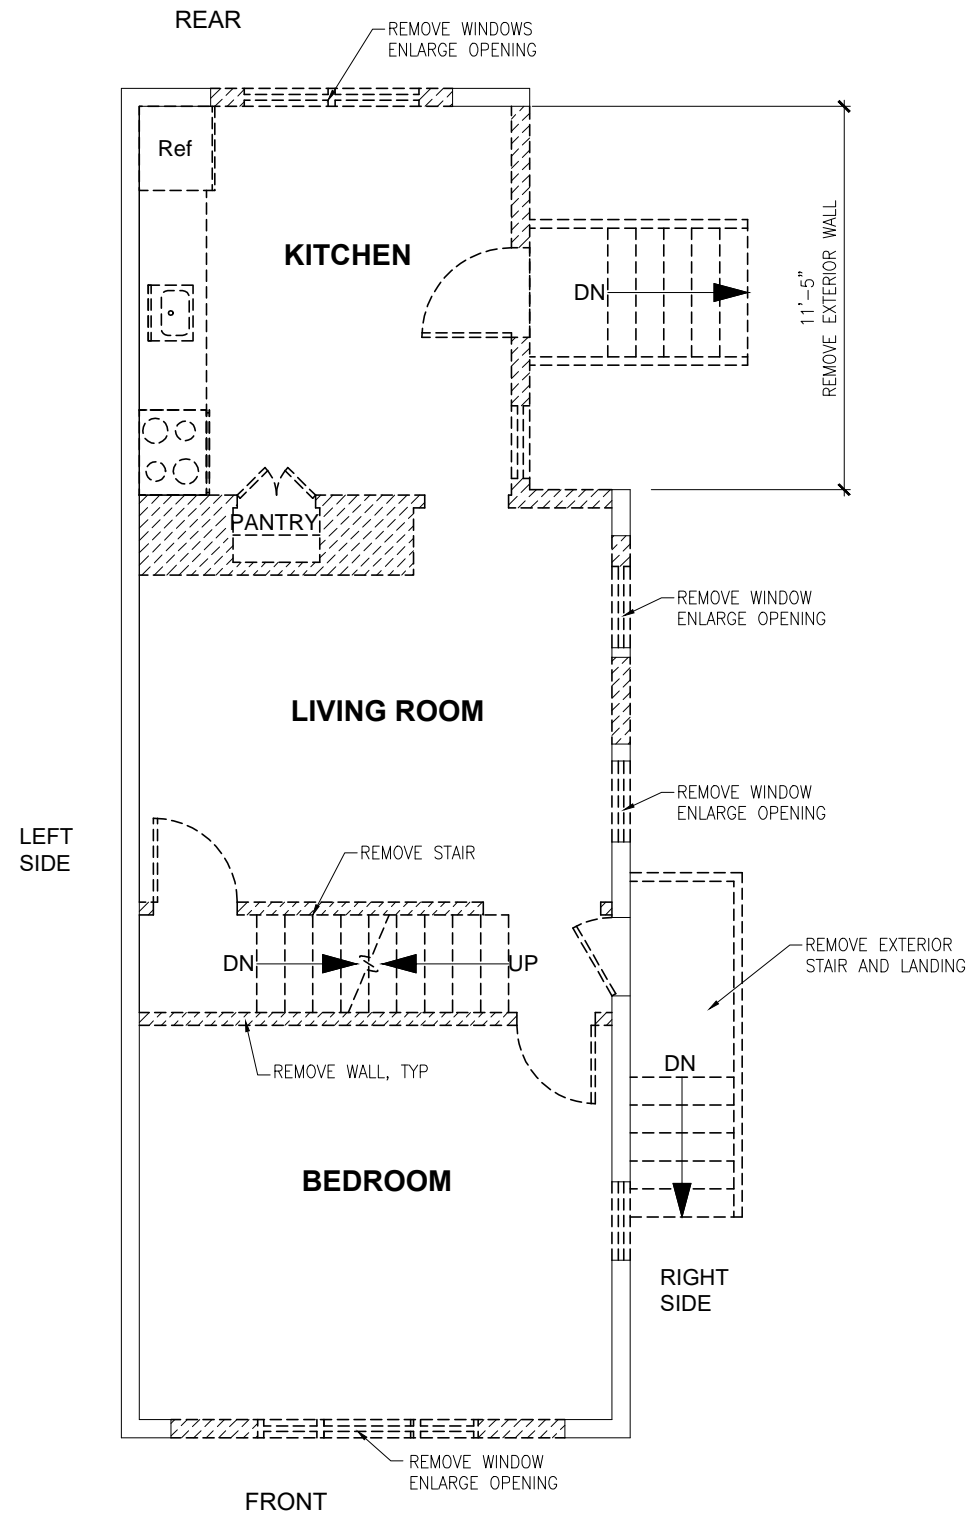 REAR
REMOVE WINDOWS
ENLARGE OPENING
Ref
KITCHEN
DN
11'-5"
REMOVE EXTERIOR WALL
PANTRY
REMOVE WINDOW
ENLARGE OPENING
LIVING ROOM
REMOVE WINDOW
ENLARGE OPENING
LEFT
SIDE
REMOVE STAIR
DN
UP
REMOVE EXTERIOR
STAIR AND LANDING
REMOVE WALL, TYP
DN
BEDROOM
RIGHT
SIDE
REMOVE WINDOW
ENLARGE OPENING
FRONT